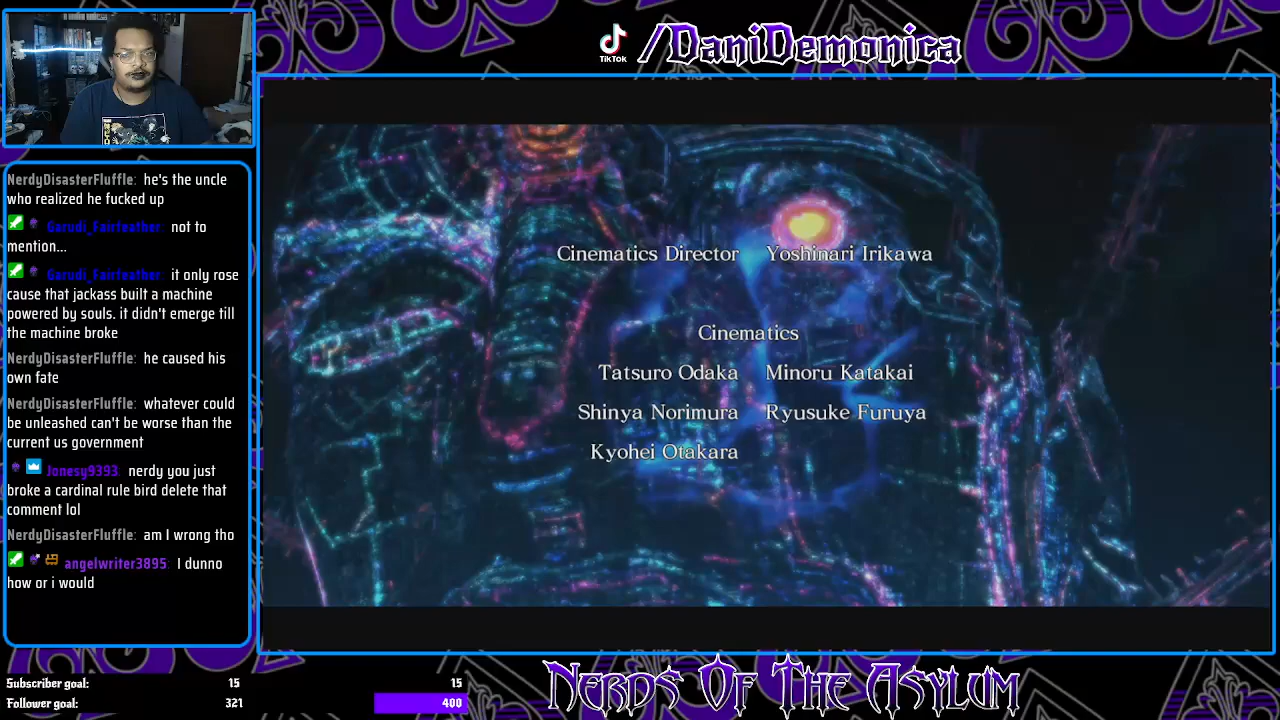 TikTok
/DaniDemonica
NerdyDisasterFluffle: he's the uncle
who realized he fucked up
Garudi_Fairfeather: not to
mention...
Garudi_Fairfeather: it only rose
cause that jackass built a machine
powered by souls. it didn't emerge till
the machine broke
NerdyDisasterFluffle: he caused his
own fate
NerdyDisasterFluffle: whatever could
be unleashed can't be worse than the
current us government
Jonesy9393: nerdy you just
broke a cardinal rule bird delete that
comment lol
NerdyDisasterFluffle: am I wrong tho
angelwriter3895: I dunno
how or i would
Cinematics Director Yoshinari Irikawa
Cinematics
Tatsuro Odaka Minoru Katakai
Shinya Norimura Ryusuke Furuya
Kyohei Otakara
Subscriber goal: 15 15
Follower goal: 321 400
Nerds Of The Asylum